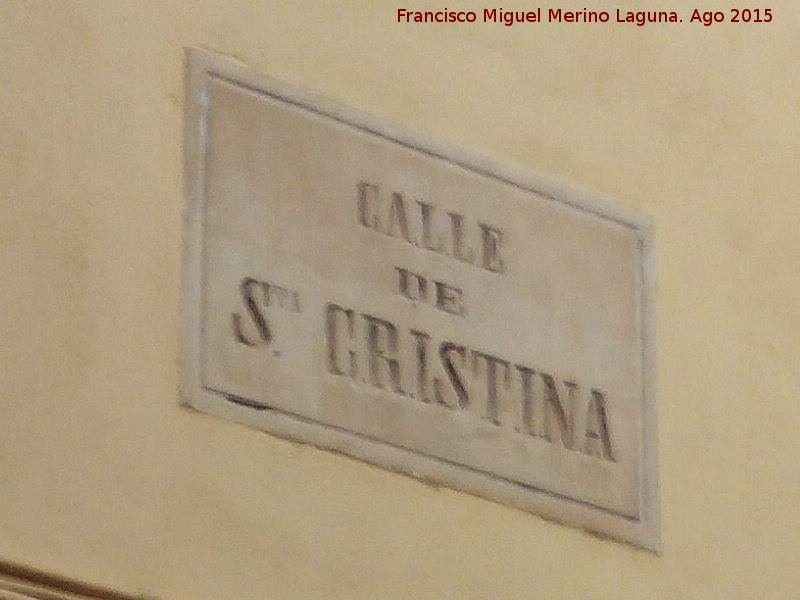 Francisco Miguel Merino Laguna. Ago 2015
CALLE
DE
Sᵀᴬ. CRISTINA